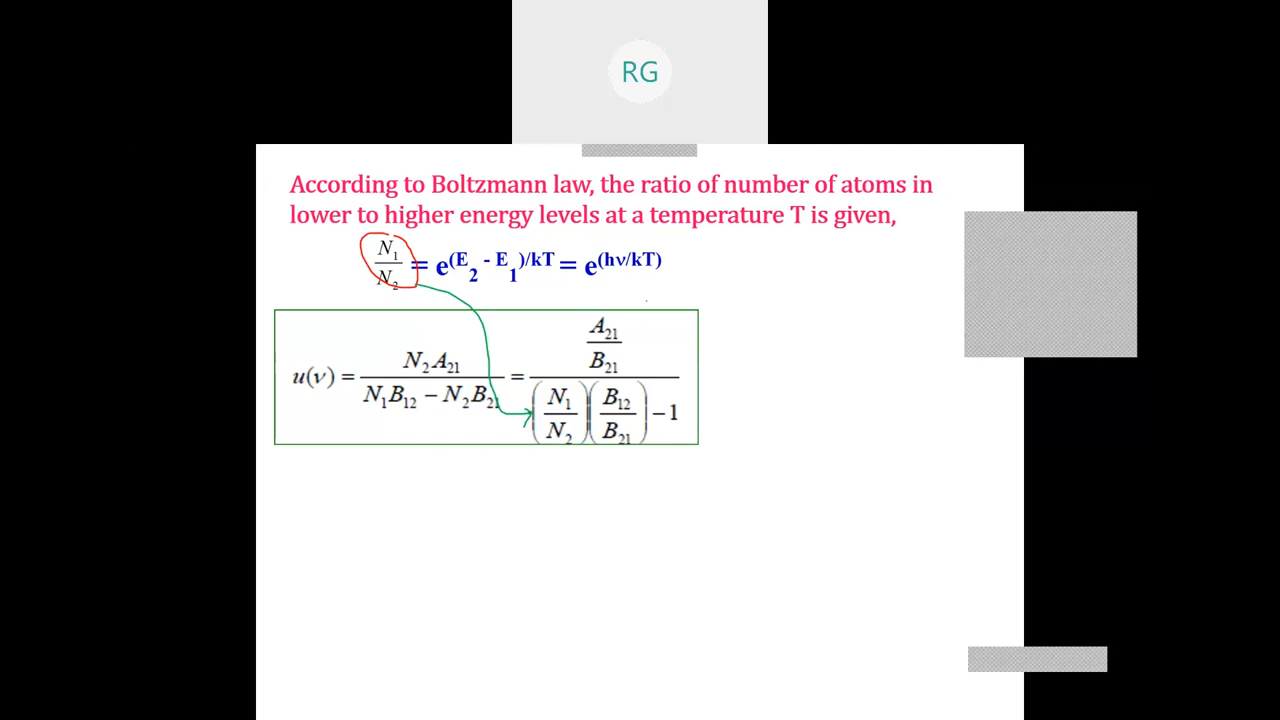 RG
According to Boltzmann law, the ratio of number of atoms in
lower to higher energy levels at a temperature T is given,
N₁/N₂ = e^((E₂ - E₁)/kT) = e^((hν/kT))
u(ν) = N₂A₂₁/(N₁B₁₂ − N₂B₂₁) = (A₂₁/B₂₁)/((N₁/N₂)(B₁₂/B₂₁) − 1)